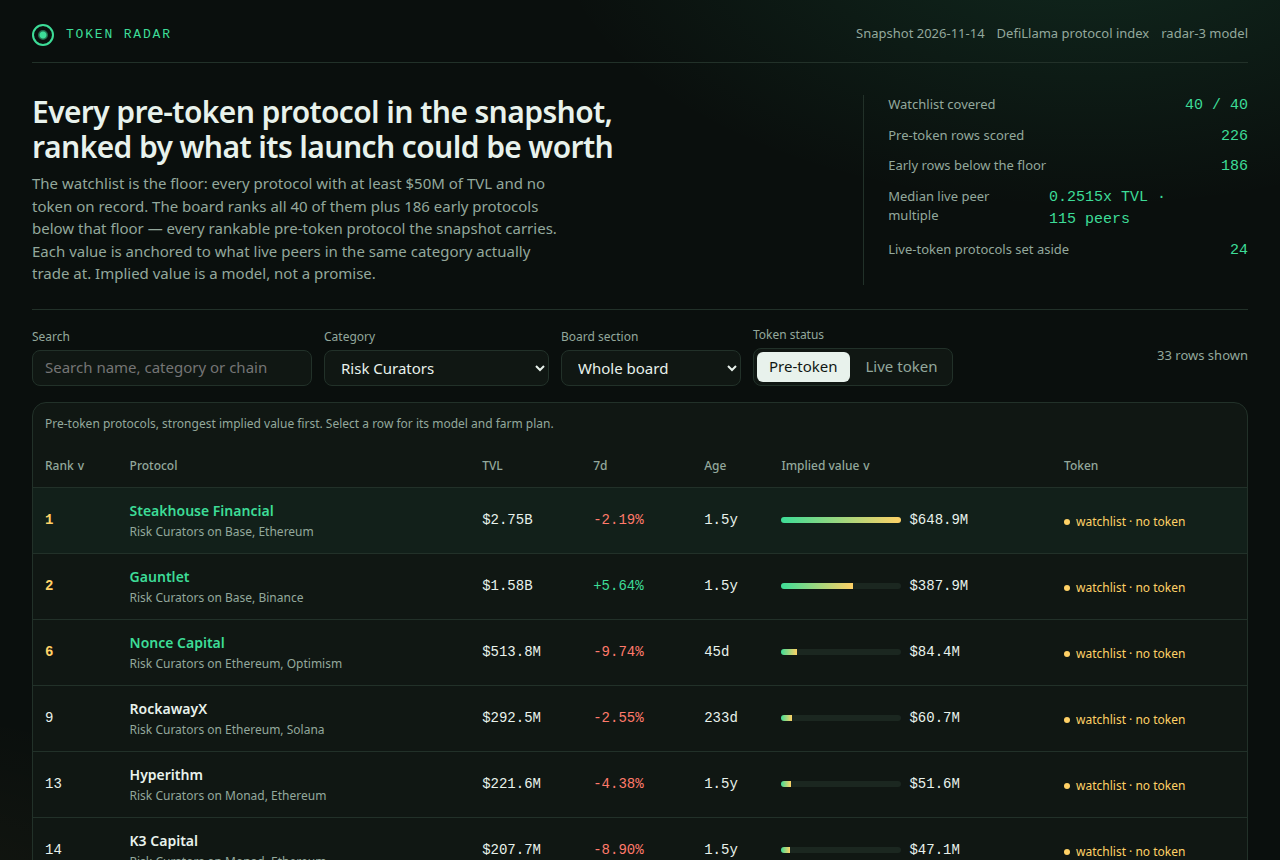 TOKEN RADAR
Snapshot 2026-11-14 DefiLlama protocol index radar-3 model
Every pre-token protocol in the snapshot,
ranked by what its launch could be worth
The watchlist is the floor: every protocol with at least $50M of TVL and no
token on record. The board ranks all 40 of them plus 186 early protocols
below that floor — every rankable pre-token protocol the snapshot carries.
Each value is anchored to what live peers in the same category actually
trade at. Implied value is a model, not a promise.
Watchlist covered 40 / 40
Pre-token rows scored 226
Early rows below the floor 186
Median live peer multiple 0.2515x TVL · 115 peers
Live-token protocols set aside 24
Search
Category
Board section
Token status
Search name, category or chain
Risk Curators
Whole board
Pre-token Live token
33 rows shown
Pre-token protocols, strongest implied value first. Select a row for its model and farm plan.
Rank v Protocol TVL 7d Age Implied value v Token
1 Steakhouse Financial $2.75B -2.19% 1.5y $648.9M watchlist · no token
Risk Curators on Base, Ethereum
2 Gauntlet $1.58B +5.64% 1.5y $387.9M watchlist · no token
Risk Curators on Base, Binance
6 Nonce Capital $513.8M -9.74% 45d $84.4M watchlist · no token
Risk Curators on Ethereum, Optimism
9 RockawayX $292.5M -2.55% 233d $60.7M watchlist · no token
Risk Curators on Ethereum, Solana
13 Hyperithm $221.6M -4.38% 1.5y $51.6M watchlist · no token
Risk Curators on Monad, Ethereum
14 K3 Capital $207.7M -8.90% 1.5y $47.1M watchlist · no token
Risk Curators on Monad, Ethereum